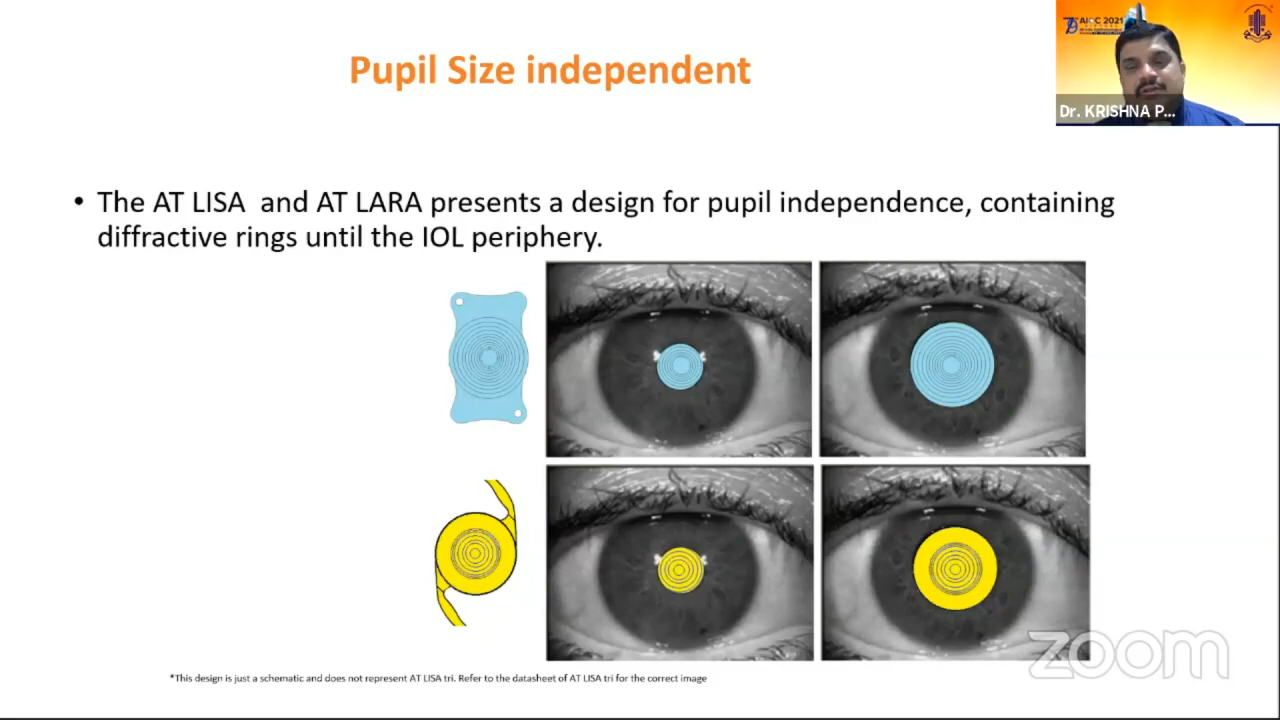 Pupil Size independent
AIOC 2021
Dr. KRISHNA P...
• The AT LISA and AT LARA presents a design for pupil independence, containing
diffractive rings until the IOL periphery.
zoom
*This design is just a schematic and does not represent AT LISA tri. Refer to the datasheet of AT LISA tri for the correct image